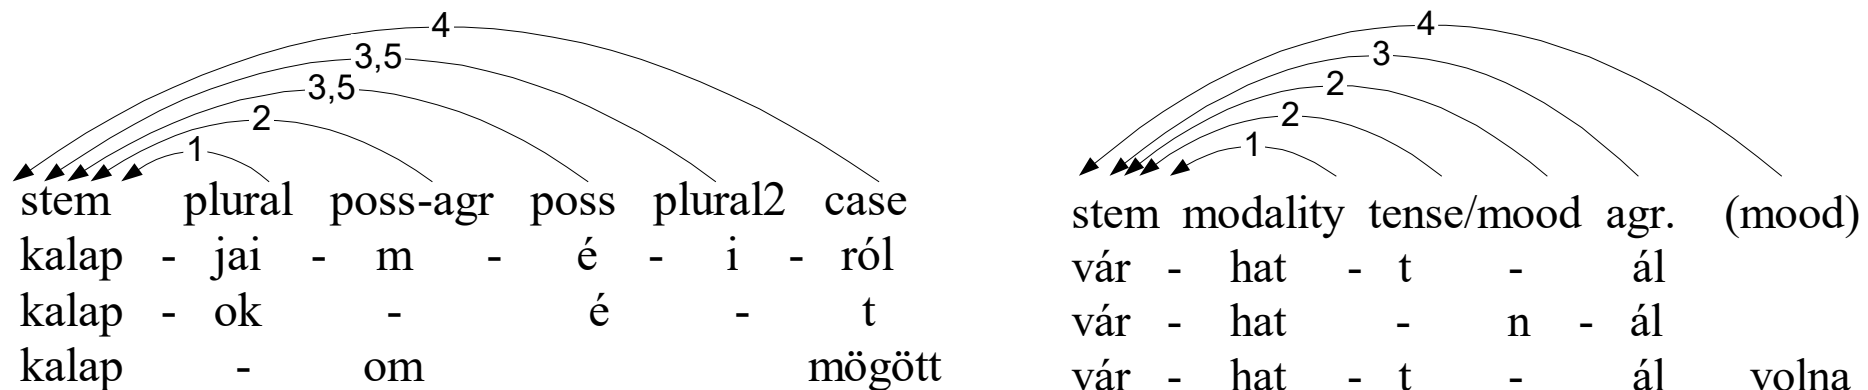 4
3,5
3,5
2
1
stem plural poss-agr poss plural2 case
kalap - jai - m - é - i - ról
kalap - ok - é - t
kalap - om mögött
4
3
2
2
1
stem modality tense/mood agr. (mood)
vár - hat - t - ál
vár - hat - n - ál
vár - hat - t - ál volna